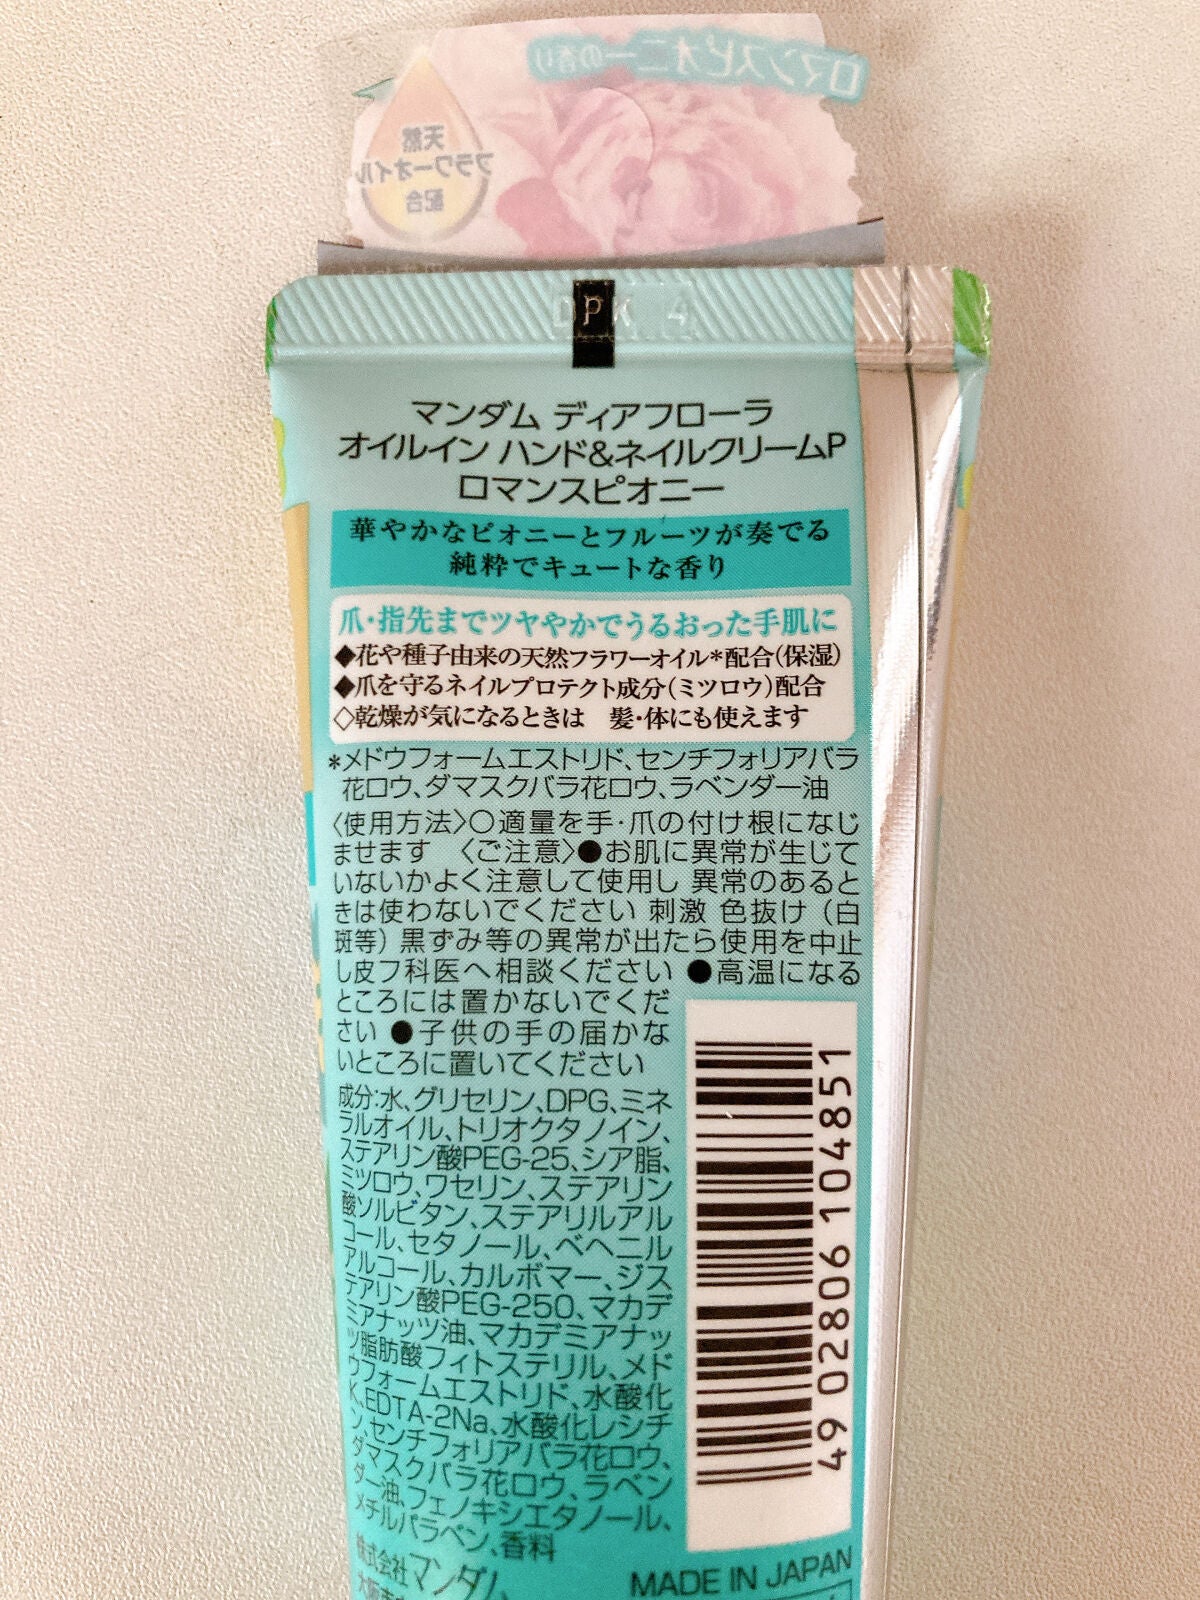 ロマンスピオニーの香り
天然
フラワーオイル
配合
DPK 4
マンダム ディアフローラ
オイルイン ハンド&ネイルクリームP
ロマンスピオニー
華やかなピオニーとフルーツが奏でる
純粋でキュートな香り
爪・指先までツヤやかでうるおった手肌に
◆花や種子由来の天然フラワーオイル*配合(保湿)
◆爪を守るネイルプロテクト成分(ミツロウ)配合
◇乾燥が気になるときは 髪・体にも使えます
*メドウフォームエストリド、センチフォリアバラ
花ロウ、ダマスクバラ花ロウ、ラベンダー油
〈使用方法〉○適量を手・爪の付け根になじ
ませます 〈ご注意〉●お肌に異常が生じて
いないかよく注意して使用し 異常のあると
きは使わないでください 刺激 色抜け(白
斑等)黒ずみ等の異常が出たら使用を中止
し皮フ科医へ相談ください ●高温になる
ところには置かないでくだ
さい ●子供の手の届かな
いところに置いてください
成分:水、グリセリン、DPG、ミネ
ラルオイル、トリオクタノイン、
ステアリン酸PEG-25、シア脂、
ミツロウ、ワセリン、ステアリン
酸ソルビタン、ステアリルアル
コール、セタノール、ベヘニル
アルコール、カルボマー、ジス
テアリン酸PEG-250、マカデ
ミアナッツ油、マカデミアナッ
ツ脂肪酸フィトステリル、メド
ウフォームエストリド、水酸化
K、EDTA-2Na、水酸化レシチ
ン、センチフォリアバラ花ロウ、
ダマスクバラ花ロウ、ラベン
ダー油、フェノキシエタノール、
メチルパラベン、香料
株式会社マンダム
4902806104851
MADE IN JAPAN